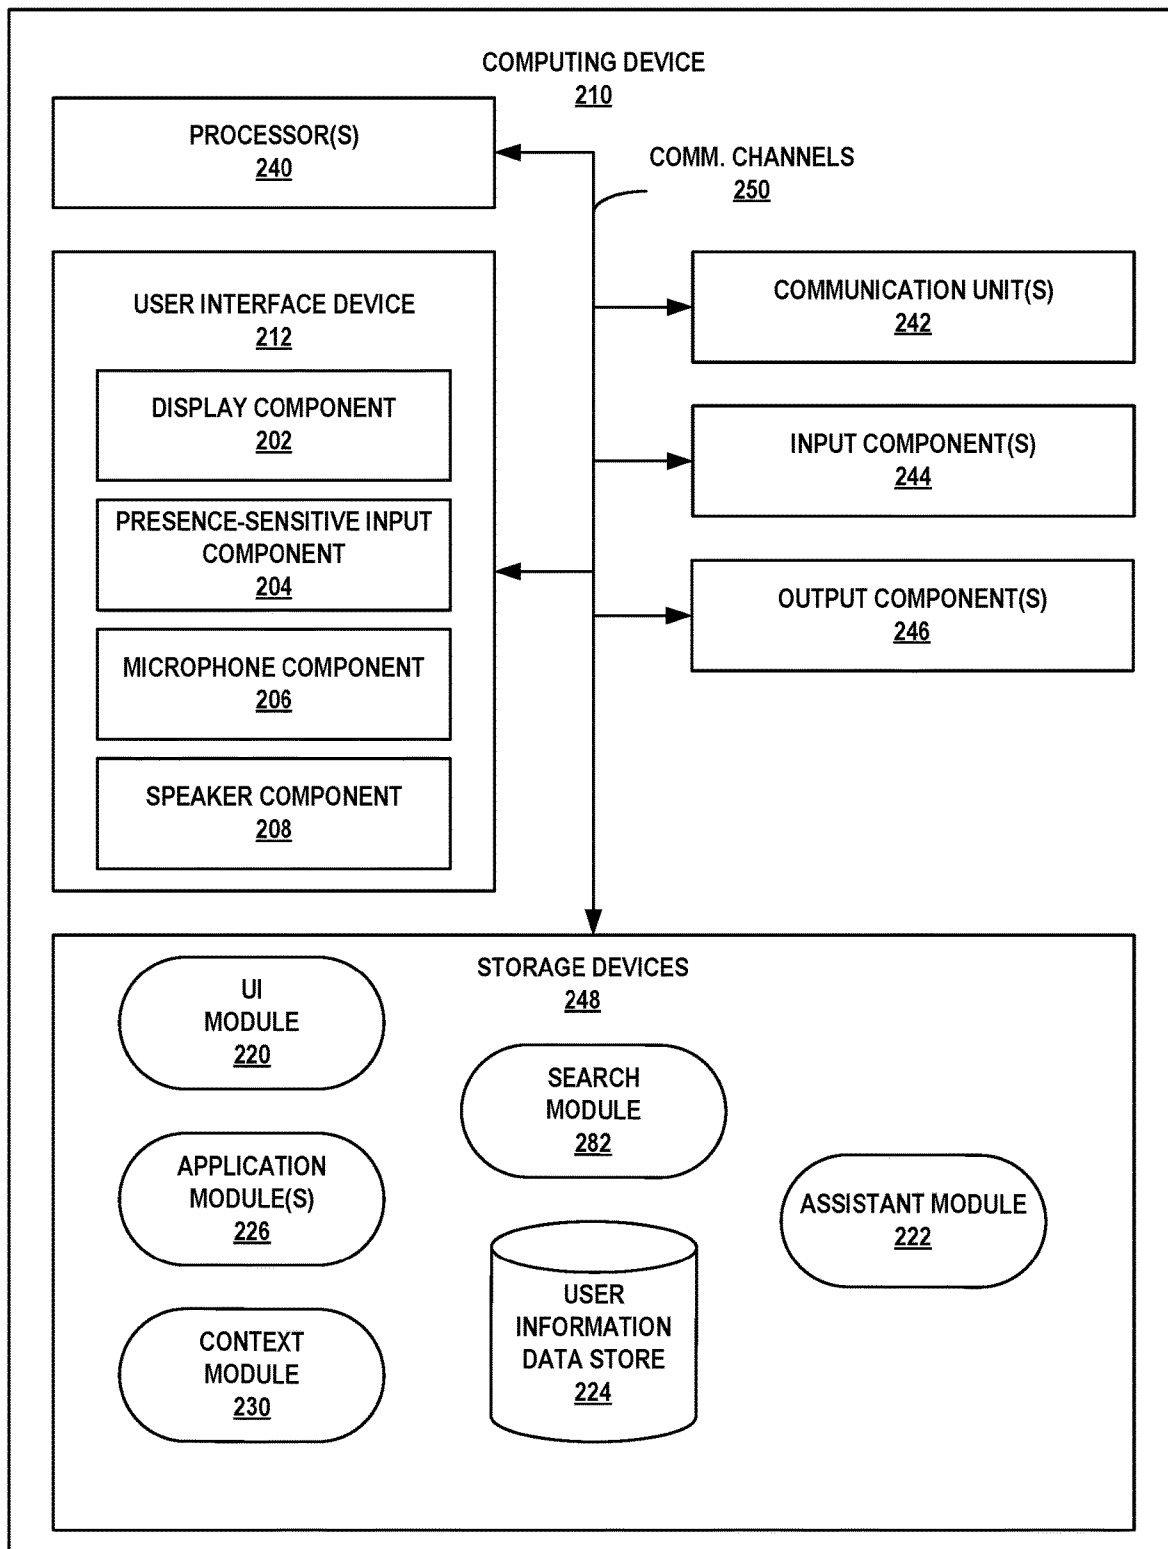 COMPUTING DEVICE
210
PROCESSOR(S)
240
COMM. CHANNELS
250
USER INTERFACE DEVICE
212
DISPLAY COMPONENT
202
PRESENCE-SENSITIVE INPUT
COMPONENT
204
MICROPHONE COMPONENT
206
SPEAKER COMPONENT
208
COMMUNICATION UNIT(S)
242
INPUT COMPONENT(S)
244
OUTPUT COMPONENT(S)
246
STORAGE DEVICES
248
UI
MODULE
220
APPLICATION
MODULE(S)
226
CONTEXT
MODULE
230
SEARCH
MODULE
282
USER
INFORMATION
DATA STORE
224
ASSISTANT MODULE
222